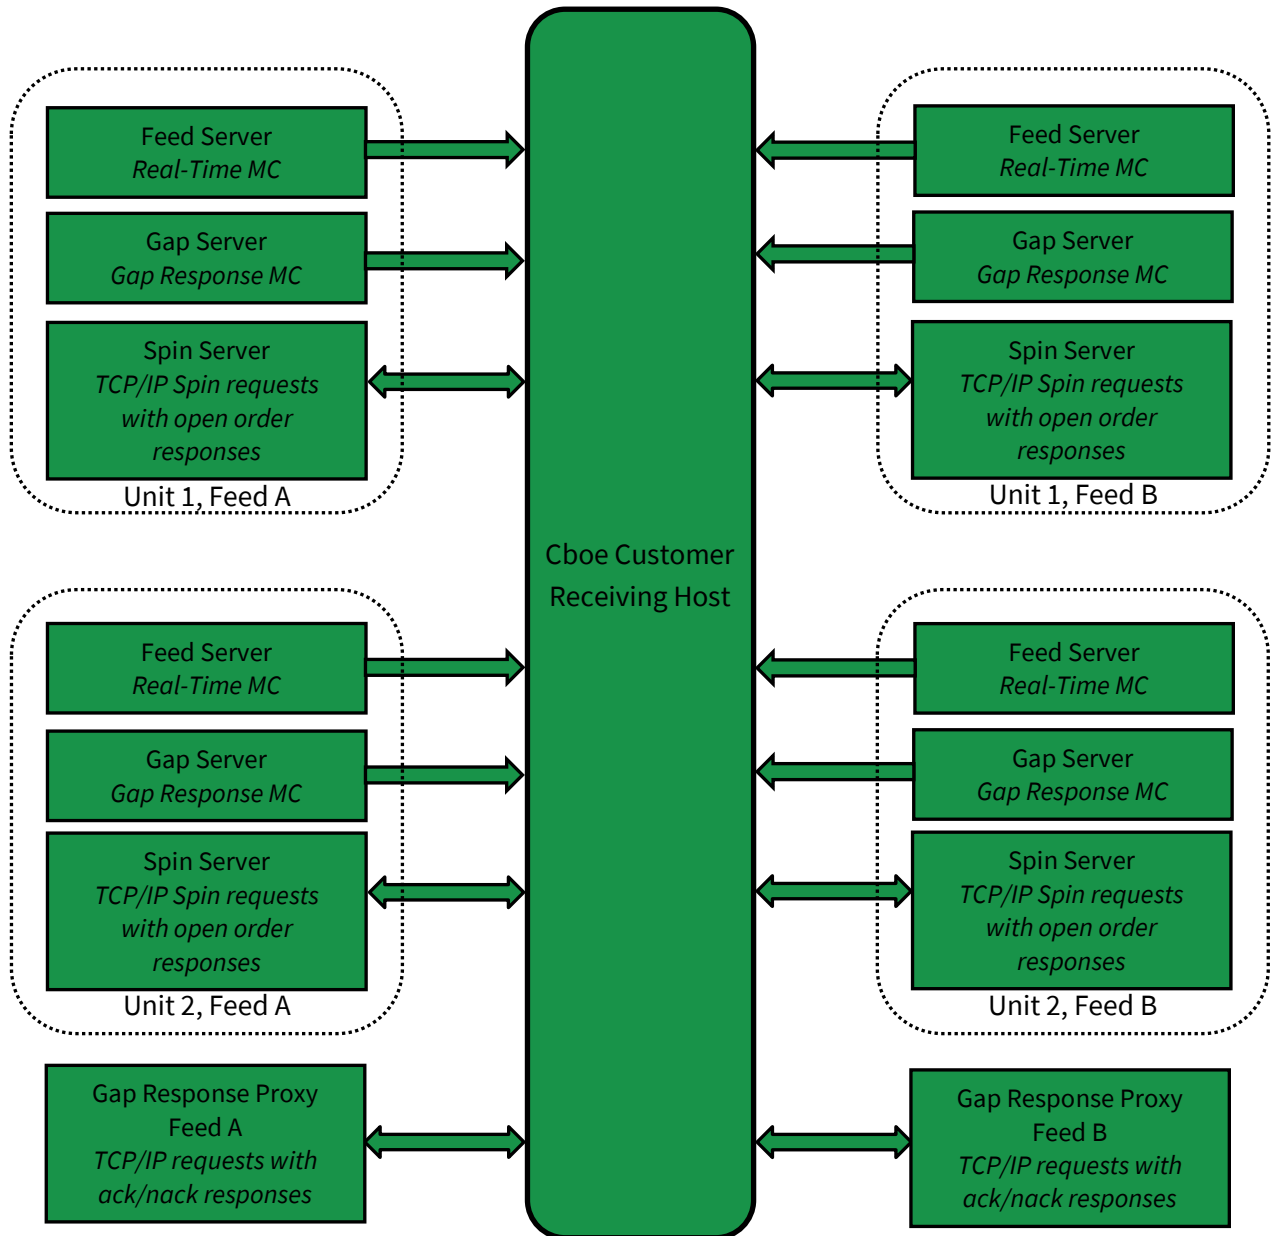 Feed Server
Real-Time MC
Gap Server
Gap Response MC
Spin Server
TCP/IP Spin requests
with open order
responses
Unit 1, Feed A
Feed Server
Real-Time MC
Gap Server
Gap Response MC
Spin Server
TCP/IP Spin requests
with open order
responses
Unit 1, Feed B
Cboe Customer
Receiving Host
Feed Server
Real-Time MC
Gap Server
Gap Response MC
Spin Server
TCP/IP Spin requests
with open order
responses
Unit 2, Feed A
Feed Server
Real-Time MC
Gap Server
Gap Response MC
Spin Server
TCP/IP Spin requests
with open order
responses
Unit 2, Feed B
Gap Response Proxy
Feed A
TCP/IP requests with
ack/nack responses
Gap Response Proxy
Feed B
TCP/IP requests with
ack/nack responses